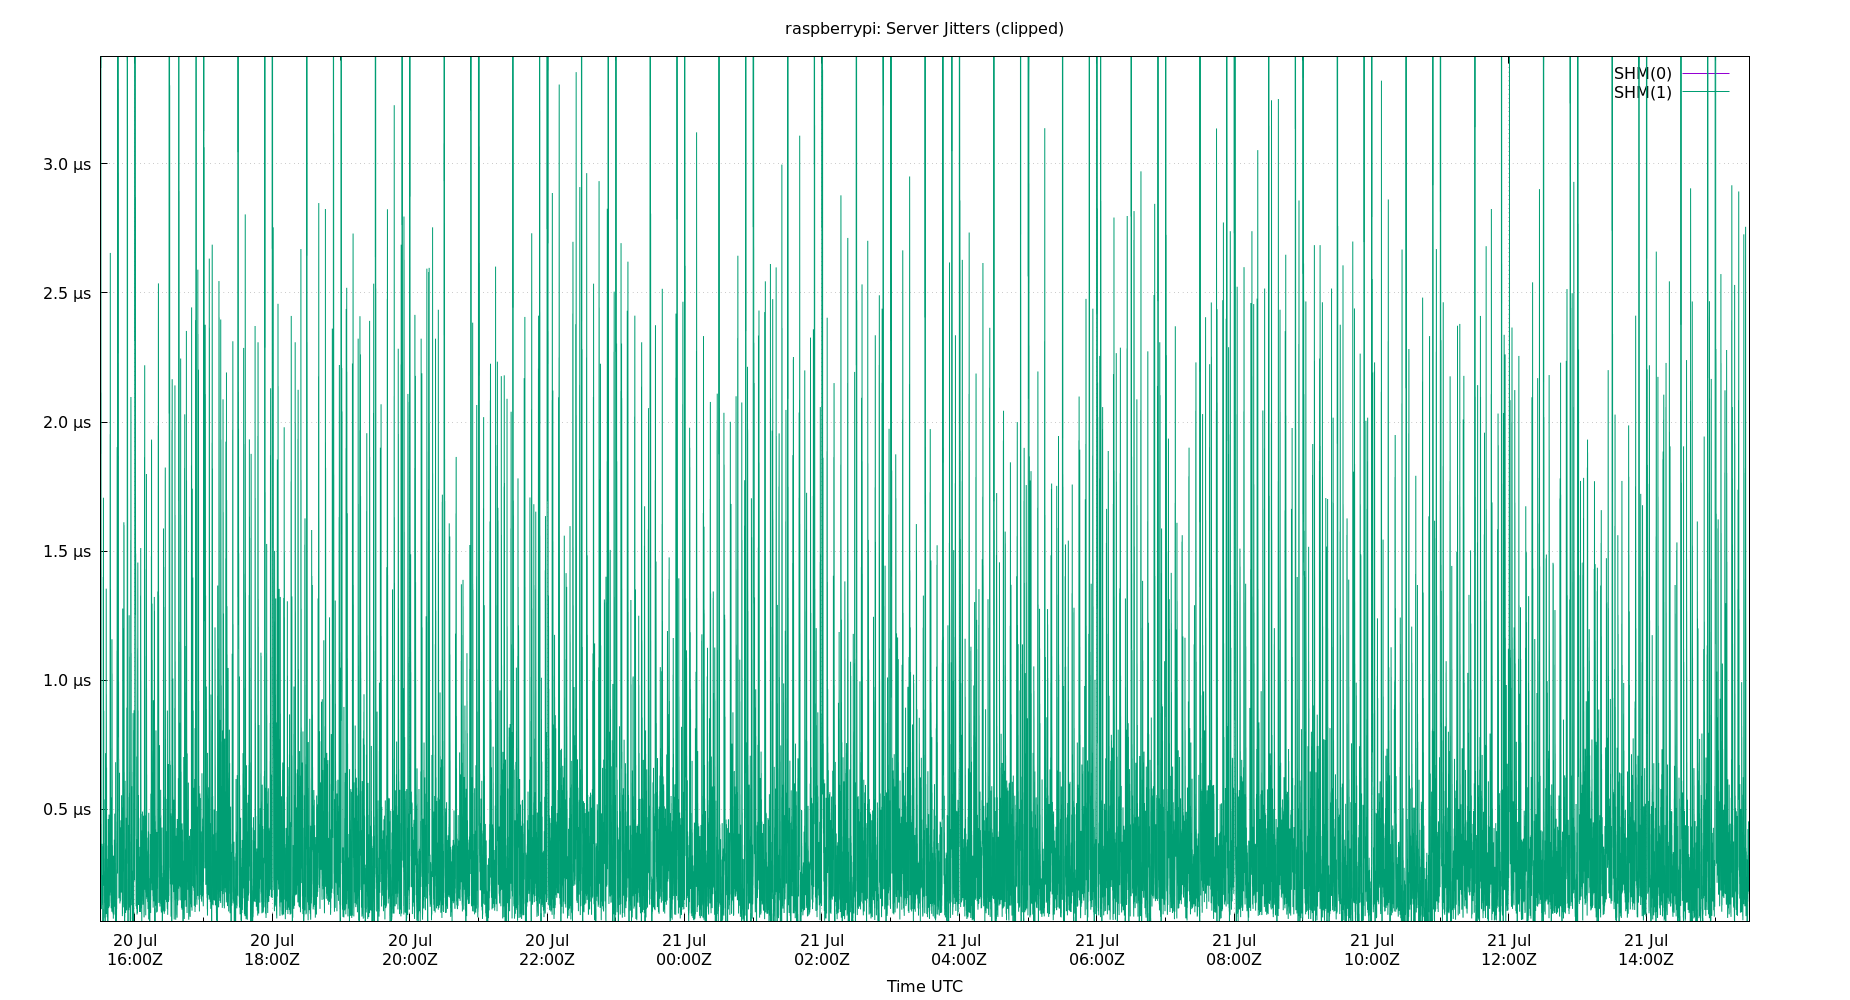 raspberrypi: Server Jitters (clipped)
SHM(0)
SHM(1)
3.0 µs
2.5 µs
2.0 µs
1.5 µs
1.0 µs
0.5 µs
20 Jul 20 Jul 20 Jul 20 Jul 21 Jul 21 Jul 21 Jul 21 Jul 21 Jul 21 Jul 21 Jul 21 Jul
16:00Z 18:00Z 20:00Z 22:00Z 00:00Z 02:00Z 04:00Z 06:00Z 08:00Z 10:00Z 12:00Z 14:00Z
Time UTC